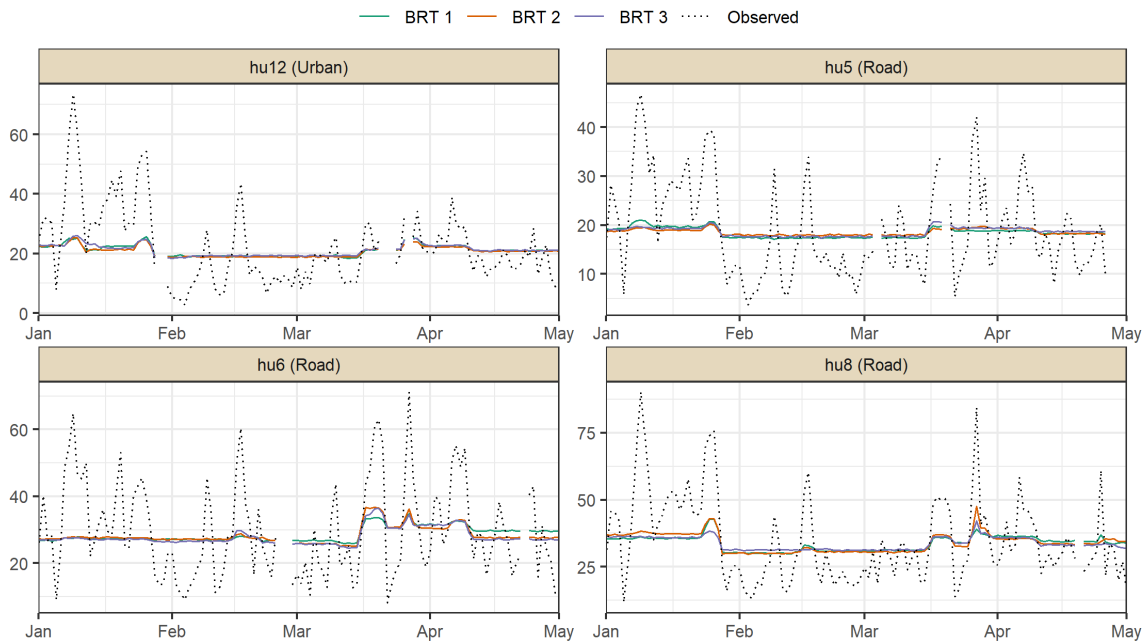 BRT 1 BRT 2 BRT 3 Observed
hu12 (Urban) hu5 (Road)
60
40
20
0
Jan Feb Mar Apr May
40
30
20
10
Jan Feb Mar Apr May
hu6 (Road) hu8 (Road)
60
40
20
Jan Feb Mar Apr May
75
50
25
Jan Feb Mar Apr May